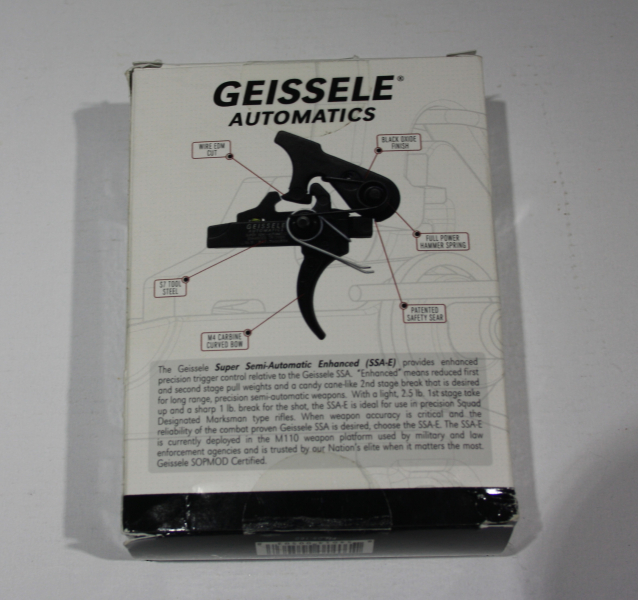 GEISSELE®
AUTOMATICS
WIRE EDM
CUT
BLACK OXIDE
FINISH
GEISSELE
FULL POWER
HAMMER SPRING
S7 TOOL
STEEL
PATENTED
SAFETY SEAR
M4 CARBINE
CURVED BOW
The Geissele Super Semi-Automatic Enhanced (SSA-E) provides enhanced
precision trigger control relative to the Geissele SSA. "Enhanced" means reduced first
and second stage pull weights and a candy cane-like 2nd stage break that is desired
for long range, precision semi-automatic weapons. With a light, 2.5 lb. 1st stage take
up and a sharp 1 lb. break for the shot, the SSA-E is ideal for use in precision Squad
Designated Marksman type rifles. When weapon accuracy is critical and the
reliability of the combat proven Geissele SSA is desired, choose the SSA-E. The SSA-E
is currently deployed in the M110 weapon platform used by military and law
enforcement agencies and is trusted by our Nation's elite when it matters the most.
Geissele SOPMOD Certified.